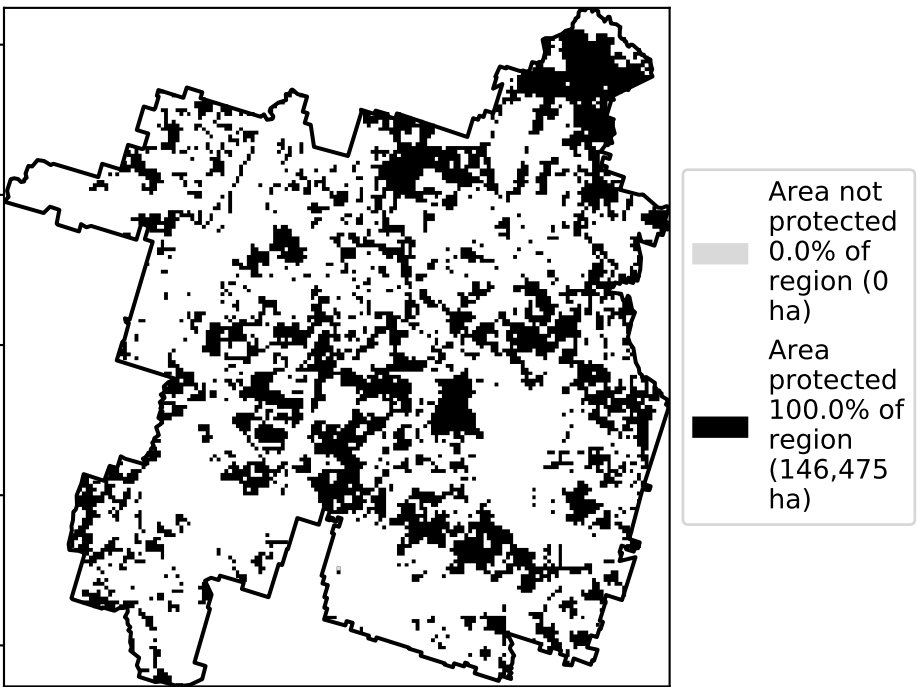 Area not
protected
0.0% of
region (0
ha)
Area
protected
100.0% of
region
(146,475
ha)